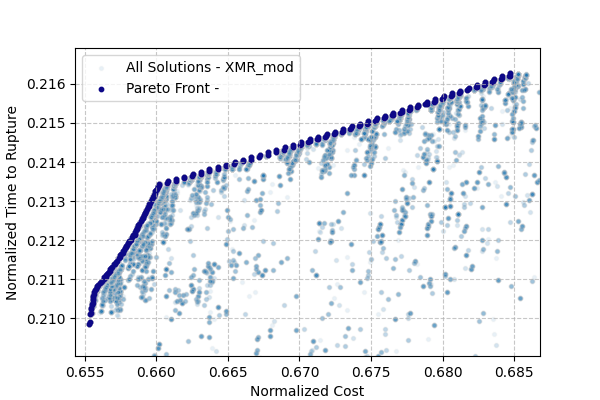 All Solutions - XMR_mod
Pareto Front -
Normalized Time to Rupture
0.216
0.215
0.214
0.213
0.212
0.211
0.210
0.655 0.660 0.665 0.670 0.675 0.680 0.685
Normalized Cost